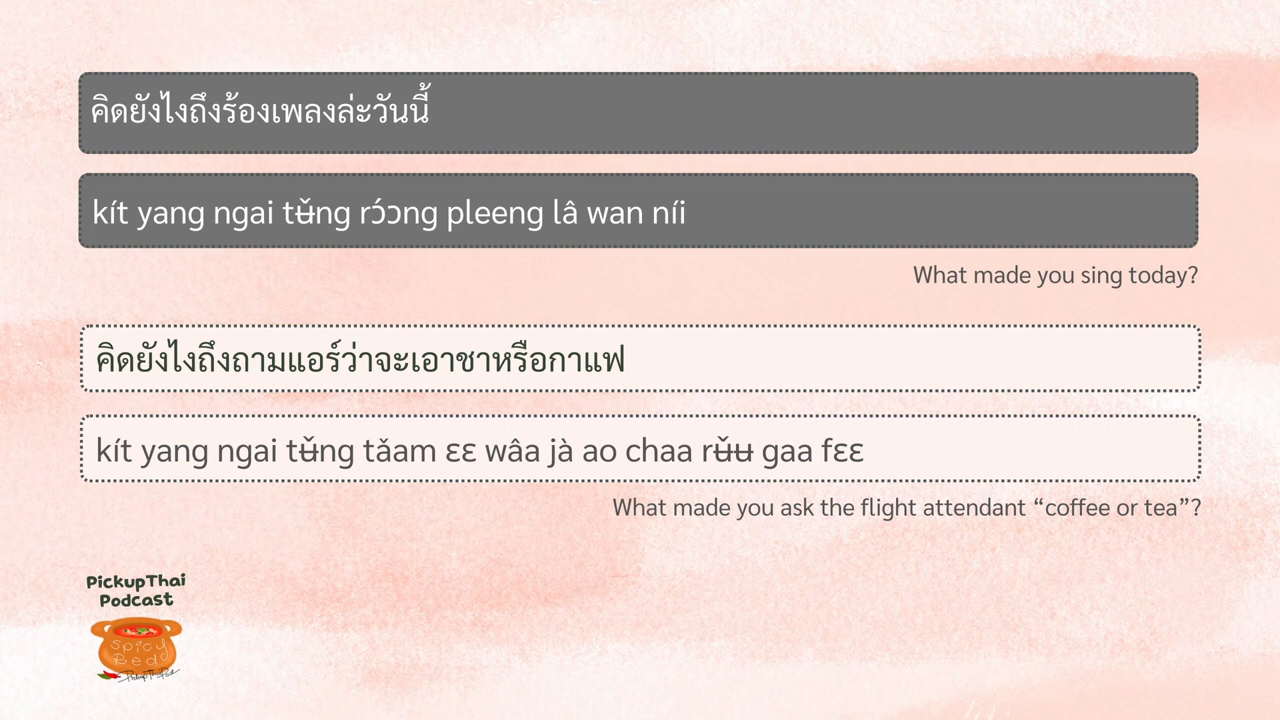 คิดยังไงถึงร้องเพลงล่ะวันนี้
kít yang ngai tʉ̌ng rɔ́ɔng pleeng lâ wan níi
What made you sing today?
คิดยังไงถึงถามแอร์ว่าจะเอาชาหรือกาแฟ
kít yang ngai tʉ̌ng tǎam ɛɛ wâa jà ao chaa rʉ̌ʉ gaa fɛɛ
What made you ask the flight attendant “coffee or tea”?
PickupThai
Podcast
Spicy
Red
PickupThaiPod